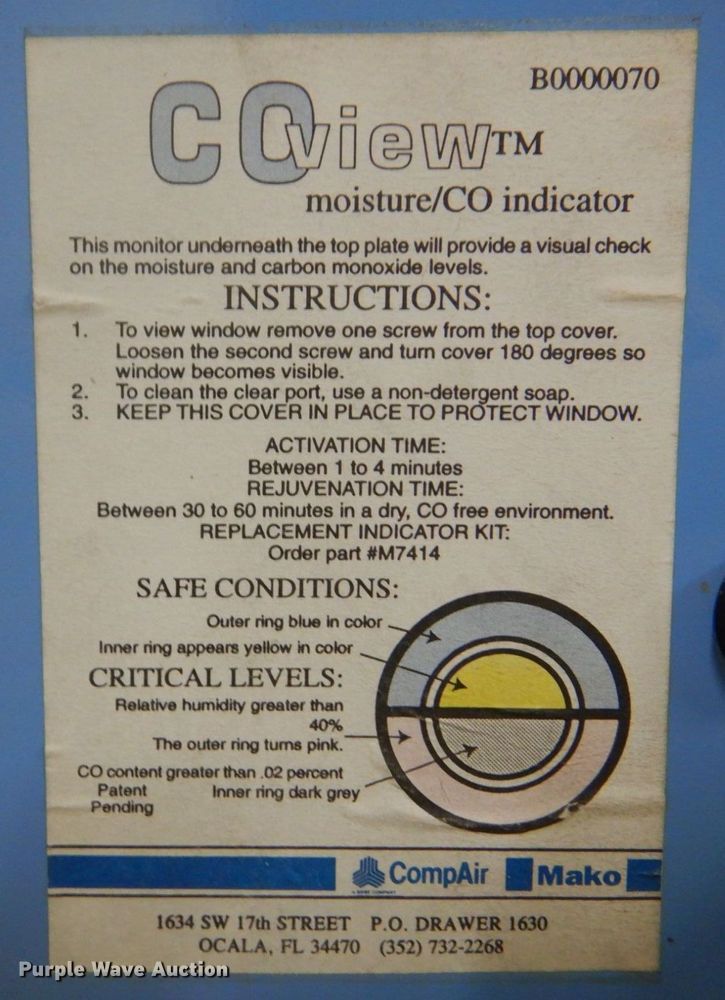 B0000070
COview™
moisture/CO indicator
This monitor underneath the top plate will provide a visual check
on the moisture and carbon monoxide levels.
INSTRUCTIONS:
1. To view window remove one screw from the top cover.
Loosen the second screw and turn cover 180 degrees so
window becomes visible.
2. To clean the clear port, use a non-detergent soap.
3. KEEP THIS COVER IN PLACE TO PROTECT WINDOW.
ACTIVATION TIME:
Between 1 to 4 minutes
REJUVENATION TIME:
Between 30 to 60 minutes in a dry, CO free environment.
REPLACEMENT INDICATOR KIT:
Order part #M7414
SAFE CONDITIONS:
Outer ring blue in color
Inner ring appears yellow in color
CRITICAL LEVELS:
Relative humidity greater than
40%
The outer ring turns pink.
CO content greater than .02 percent
Patent Inner ring dark grey
Pending
CompAir Mako
1634 SW 17th STREET P.O. DRAWER 1630
OCALA, FL 34470 (352) 732-2268
Purple Wave Auction